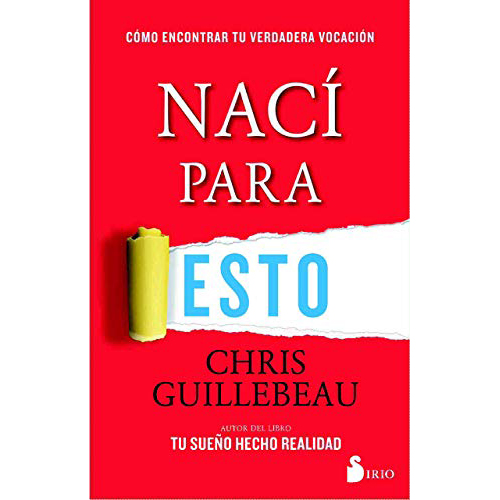 CÓMO ENCONTRAR TU VERDADERA VOCACIÓN
NACÍ
PARA
ESTO
CHRIS
GUILLEBEAU
AUTOR DEL LIBRO
TU SUEÑO HECHO REALIDAD
SIRIO